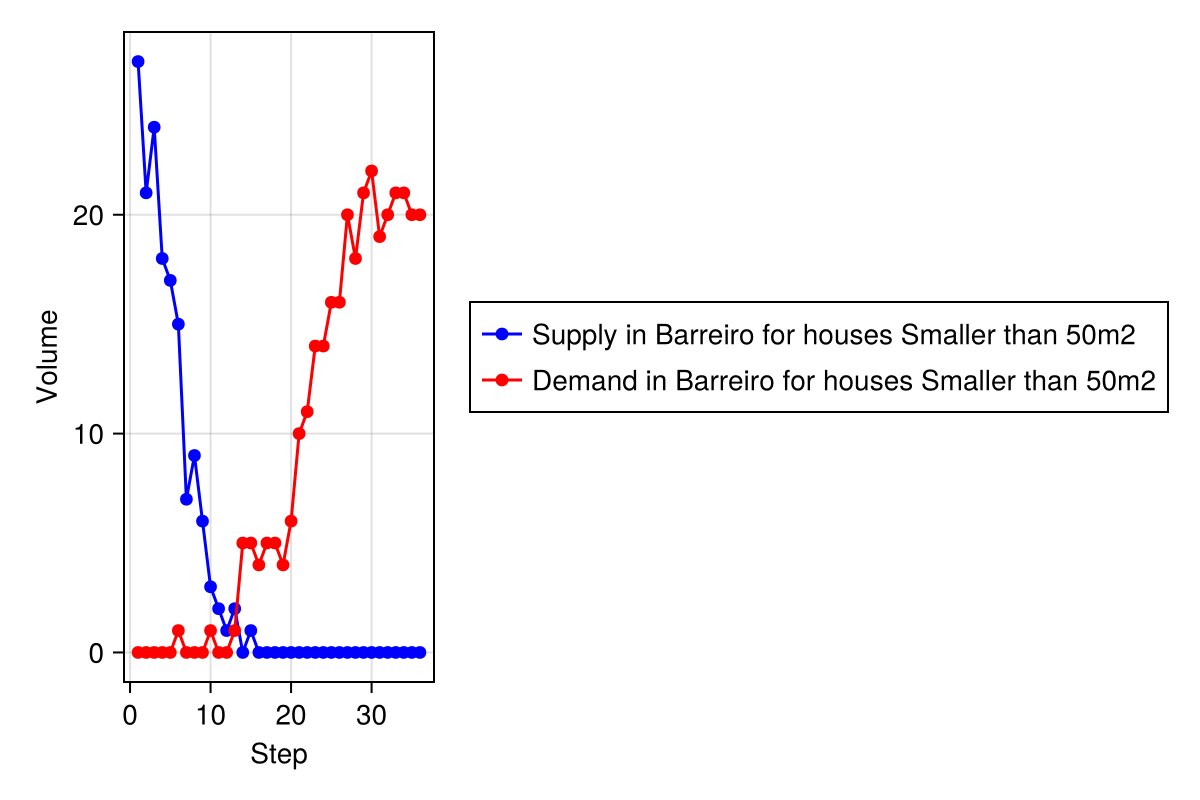 Volume
20
10
0
0 10 20 30
Step
Supply in Barreiro for houses Smaller than 50m2
Demand in Barreiro for houses Smaller than 50m2